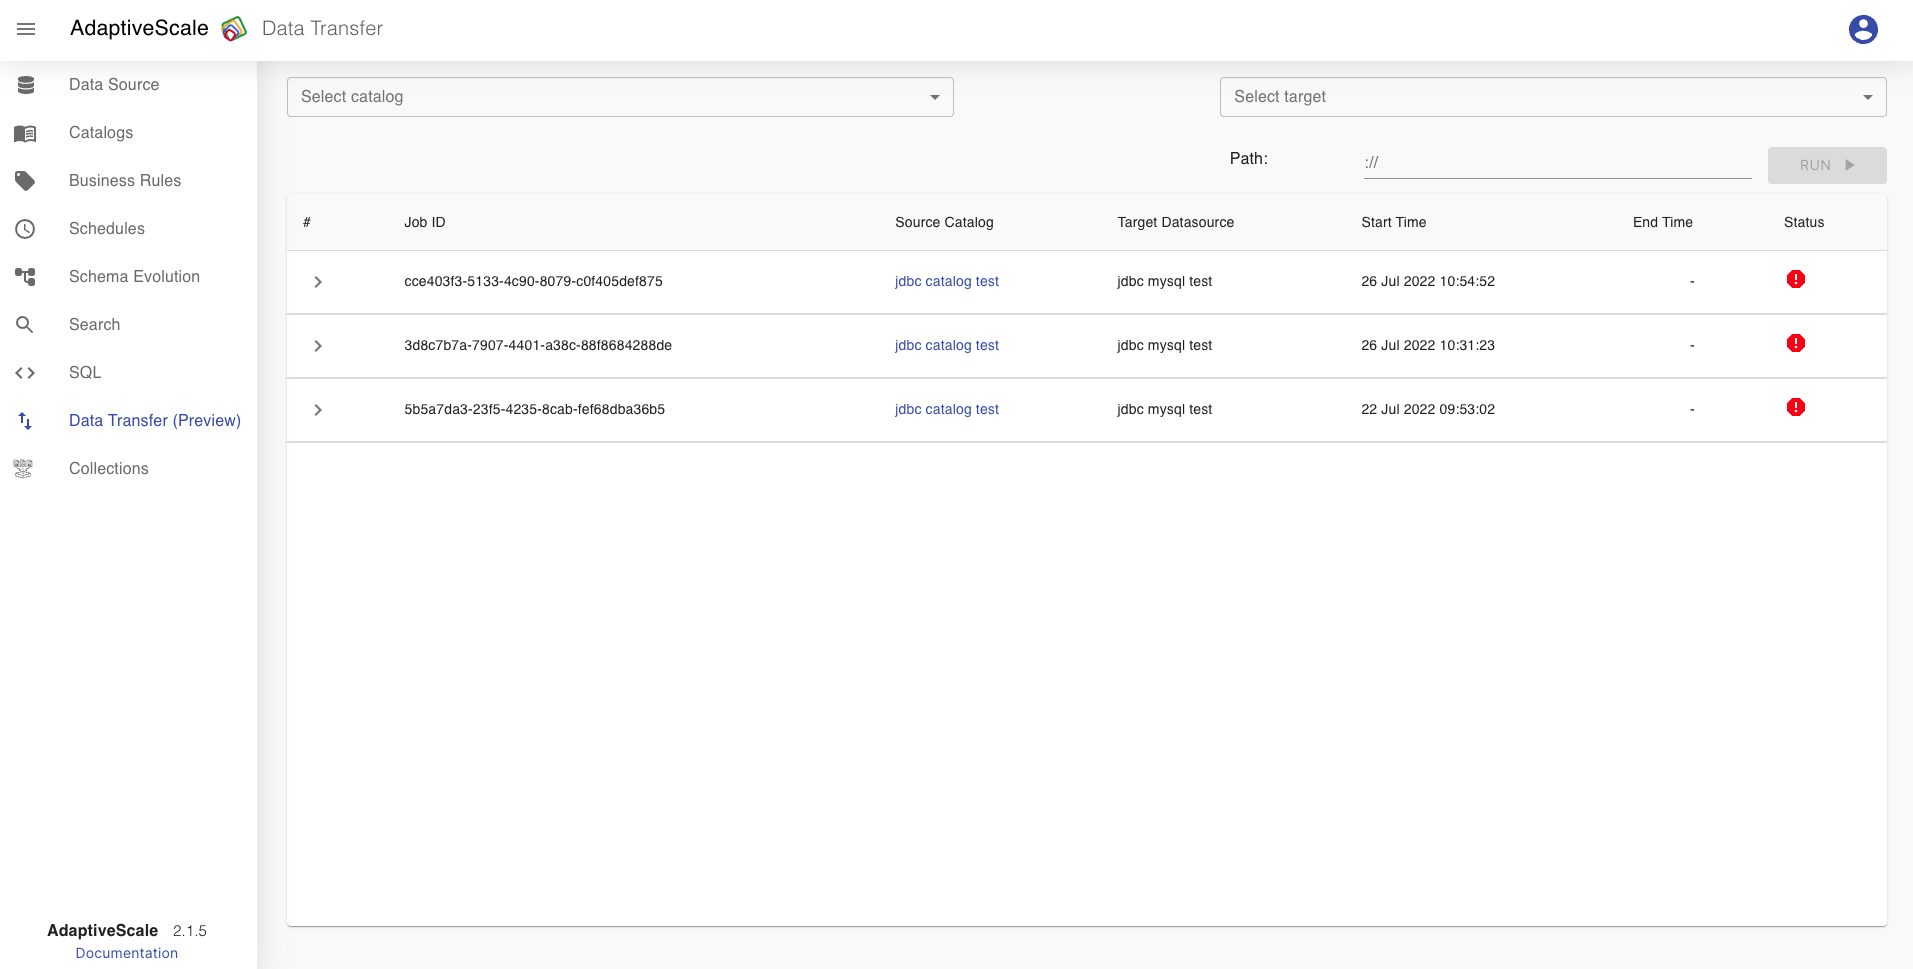 AdaptiveScale Data Transfer
Data Source
Catalogs
Business Rules
Schedules
Schema Evolution
Search
SQL
Data Transfer (Preview)
Collections
AdaptiveScale 2.1.5
Documentation
Select catalog
Select target
Path: :// RUN
# Job ID Source Catalog Target Datasource Start Time End Time Status
cce403f3-5133-4c90-8079-c0f405def875 jdbc catalog test jdbc mysql test 26 Jul 2022 10:54:52 -
3d8c7b7a-7907-4401-a38c-88f8684288de jdbc catalog test jdbc mysql test 26 Jul 2022 10:31:23 -
5b5a7da3-23f5-4235-8cab-fef68dba36b5 jdbc catalog test jdbc mysql test 22 Jul 2022 09:53:02 -